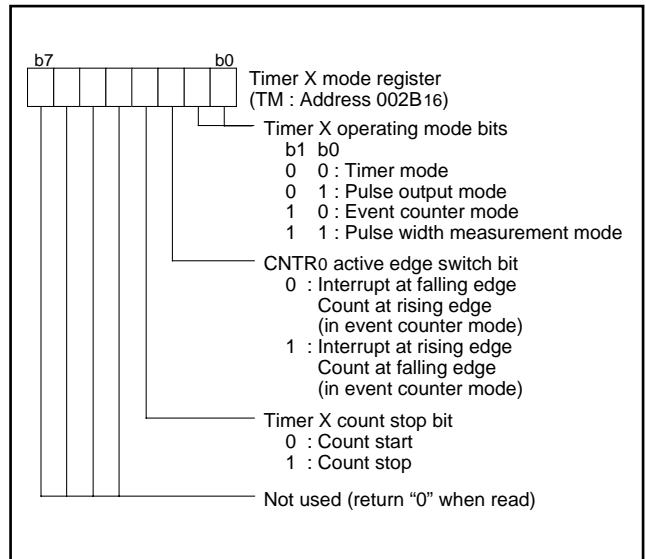 b7 b0
Timer X mode register
(TM : Address 002B16)
Timer X operating mode bits
b1 b0
0 0 : Timer mode
0 1 : Pulse output mode
1 0 : Event counter mode
1 1 : Pulse width measurement mode
CNTR0 active edge switch bit
0 : Interrupt at falling edge
Count at rising edge
(in event counter mode)
1 : Interrupt at rising edge
Count at falling edge
(in event counter mode)
Timer X count stop bit
0 : Count start
1 : Count stop
Not used (return “0” when read)